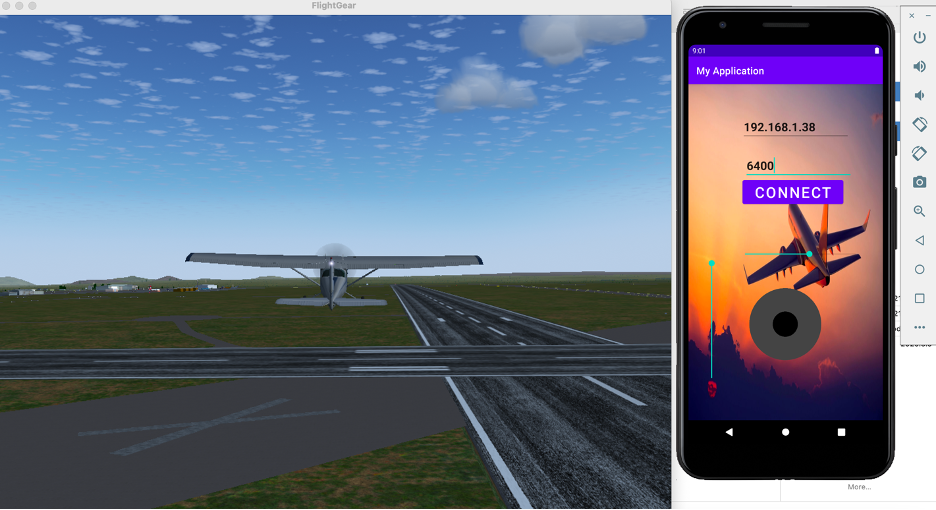 FlightGear
9:01
My Application
192.168.1.38
6400
CONNECT
More...